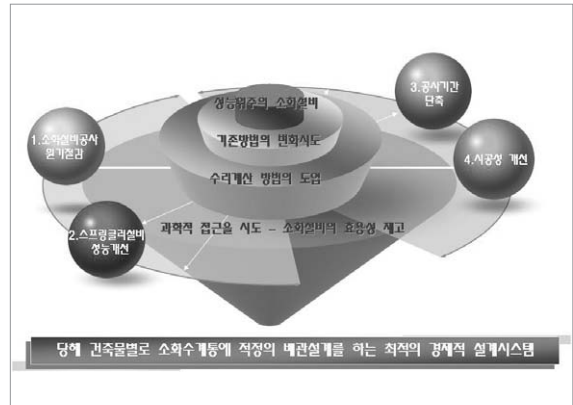 성능위주의 소화설비
기존방법의 변화시도
수리계산 방법의 도입
과학적 접근을 시도 - 소화설비의 효용성 재고
1.소화설비공사
원가절감
2.스프링클러설비
성능개선
3.공사기간
단축
4.시공성 개선
당해 건축물별로 소화수계통에 적정의 배관설계를 하는 최적의 경제적 설계시스템